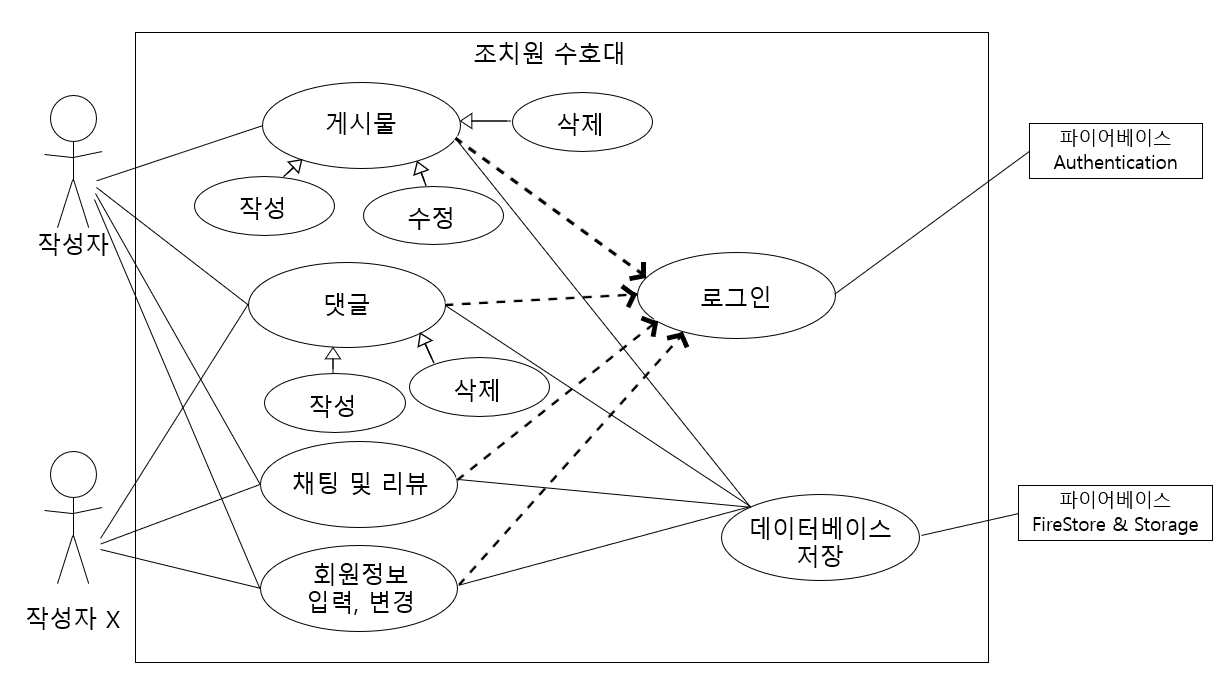 조치원 수호대
게시물
삭제
작성
수정
작성자
파이어베이스
Authentication
댓글
로그인
작성
삭제
채팅 및 리뷰
작성자 X
회원정보
입력, 변경
데이터베이스
저장
파이어베이스
FireStore & Storage